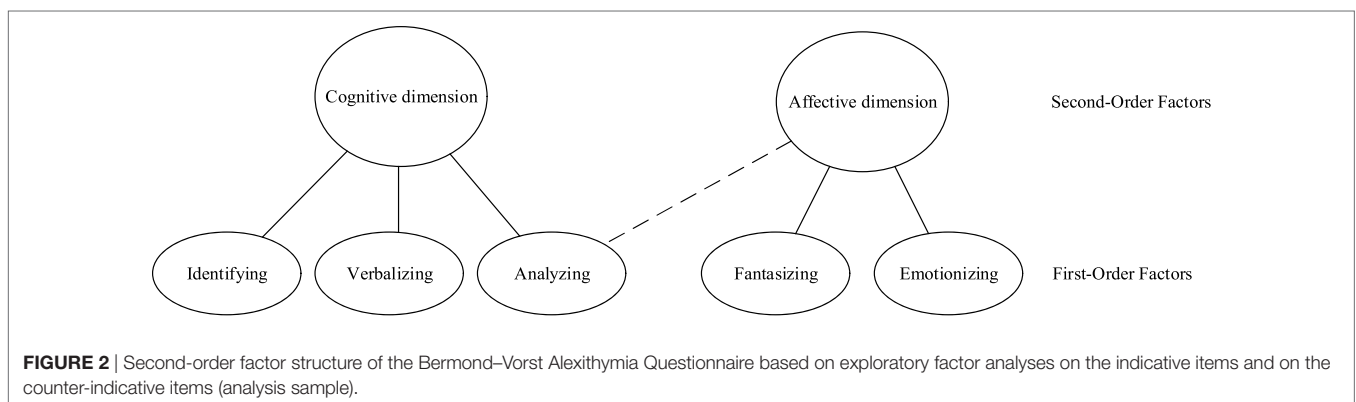 Cognitive dimension
Affective dimension
Second-Order Factors
Identifying
Verbalizing
Analyzing
Fantasizing
Emotionizing
First-Order Factors
FIGURE 2 | Second-order factor structure of the Bermond–Vorst Alexithymia Questionnaire based on exploratory factor analyses on the indicative items and on the
counter-indicative items (analysis sample).